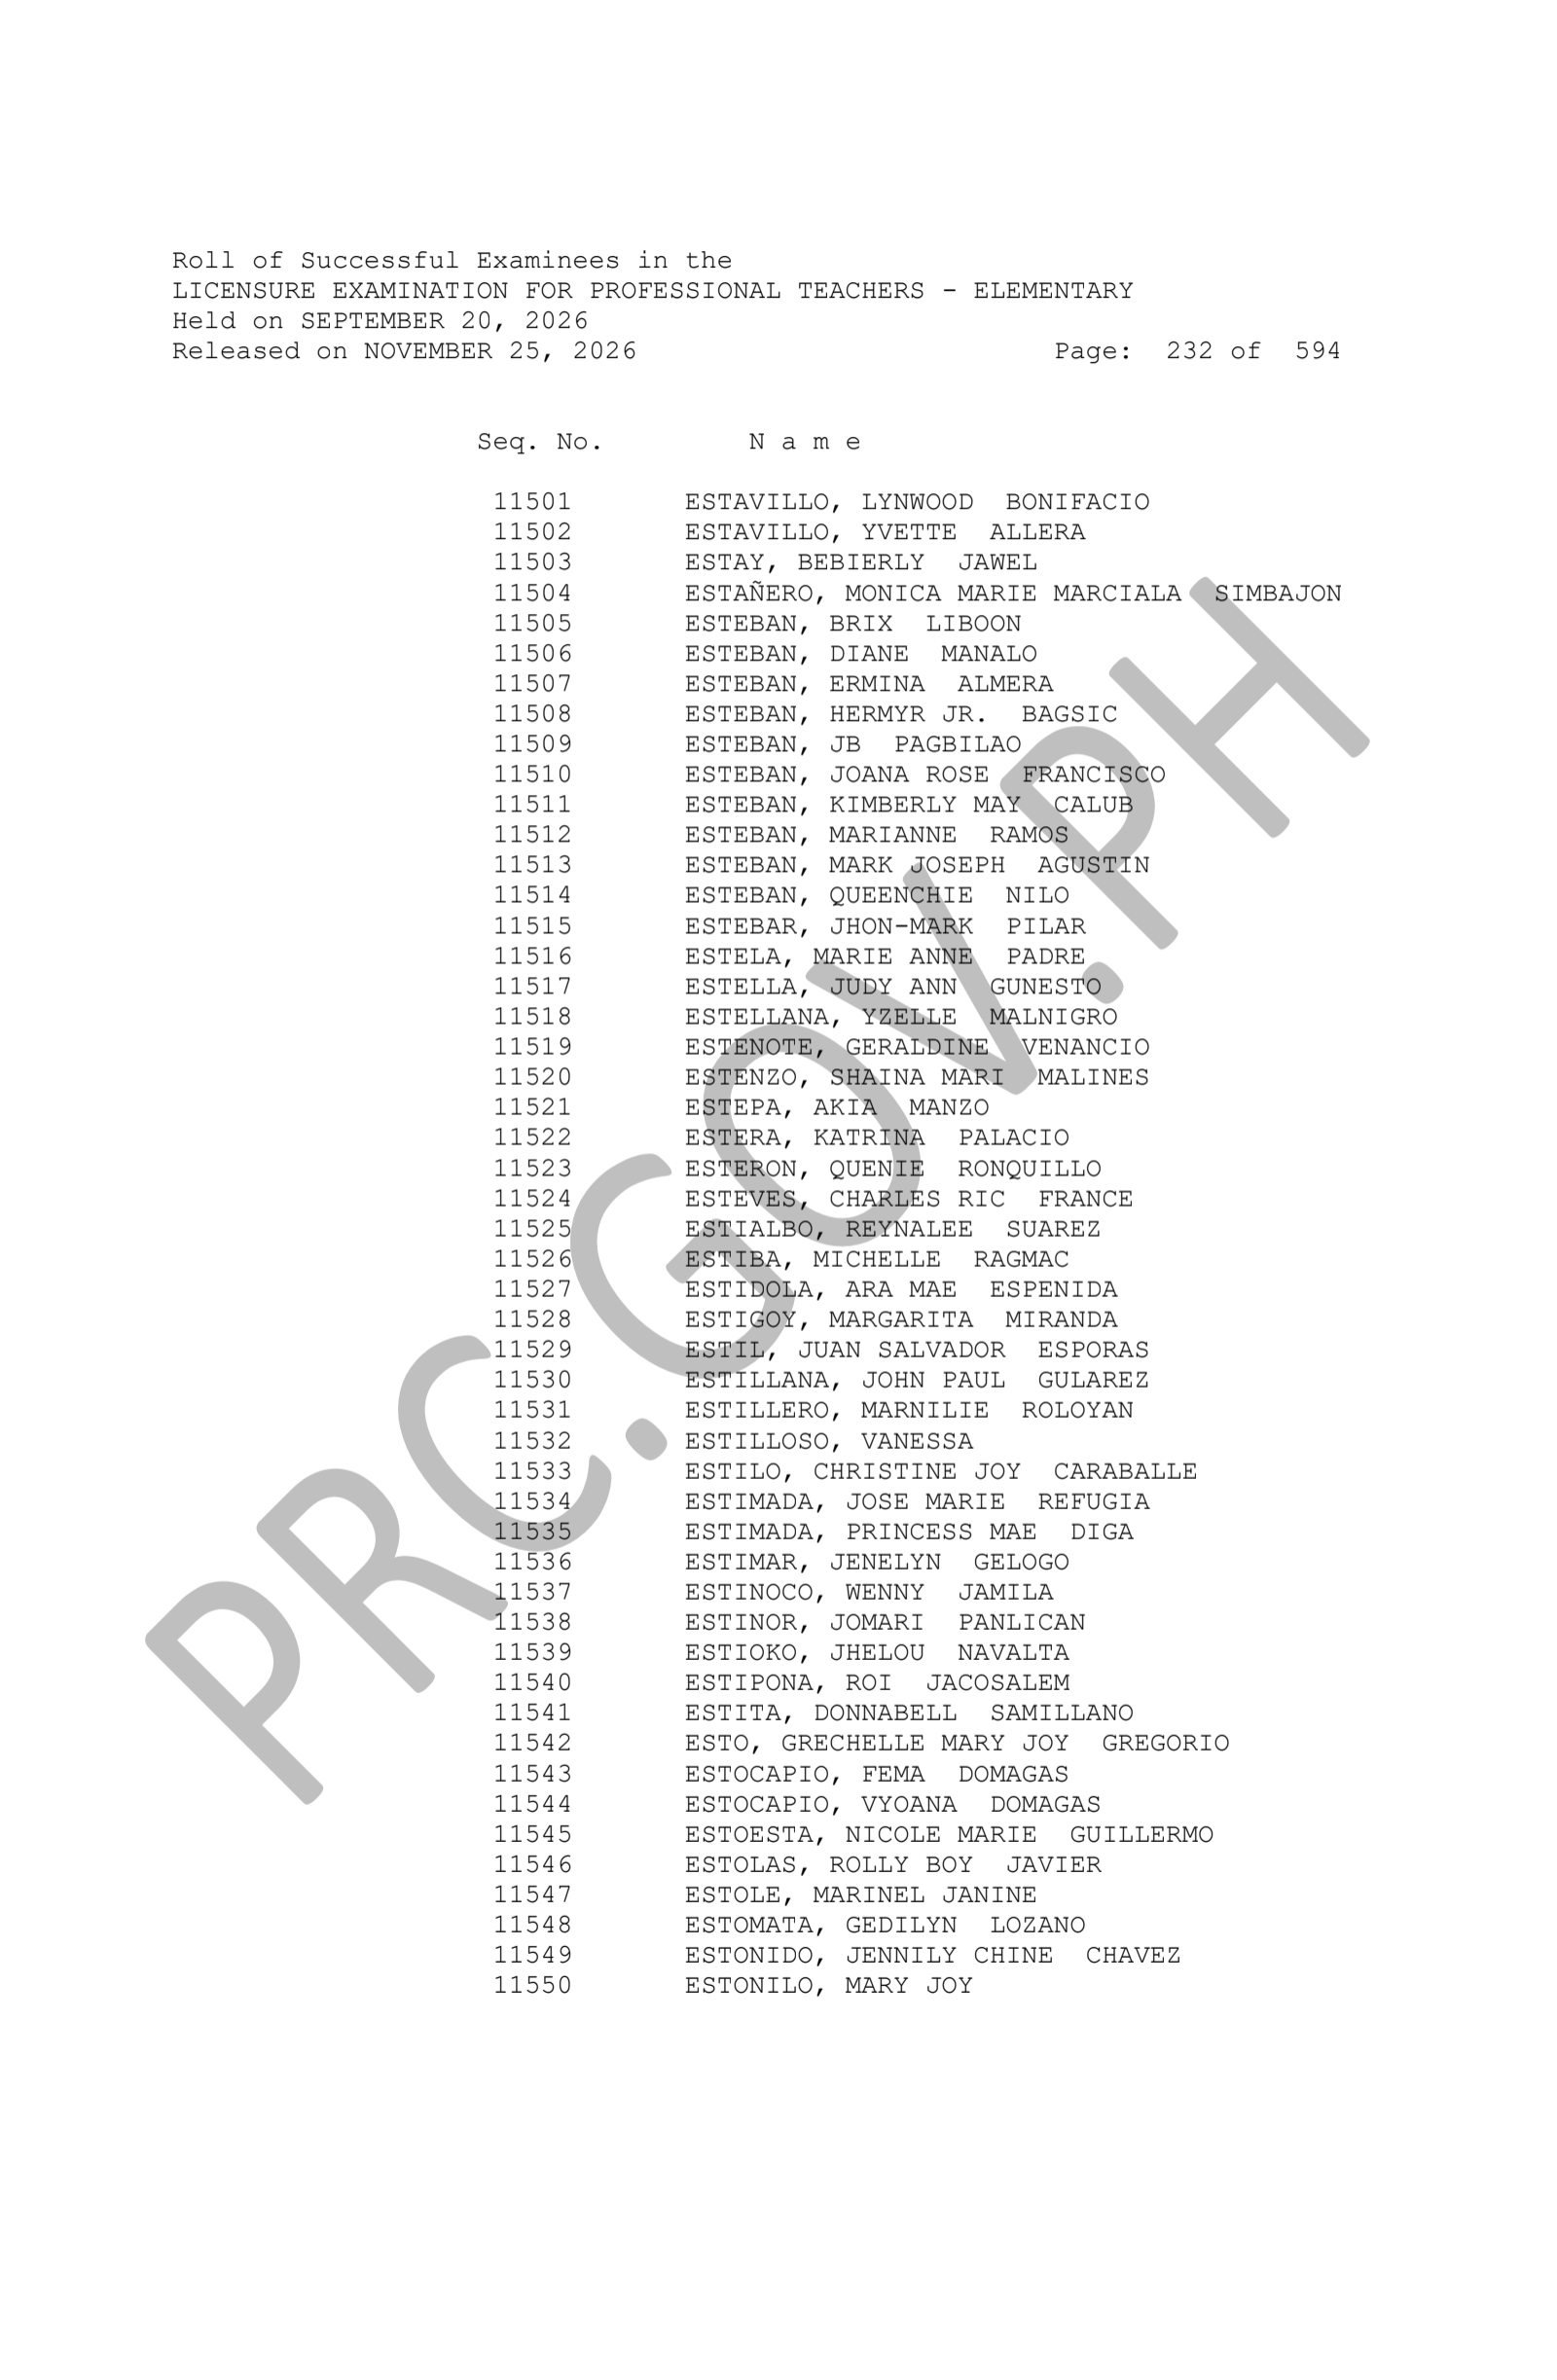 Roll of Successful Examinees in the
LICENSURE EXAMINATION FOR PROFESSIONAL TEACHERS - ELEMENTARY
Held on SEPTEMBER 20, 2026
Released on NOVEMBER 25, 2026 Page: 232 of 594
Seq. No. N a m e
11501 ESTAVILLO, LYNWOOD BONIFACIO
11502 ESTAVILLO, YVETTE ALLERA
11503 ESTAY, BEBIERLY JAWEL
11504 ESTAÑERO, MONICA MARIE MARCIALA SIMBAJON
11505 ESTEBAN, BRIX LIBOON
11506 ESTEBAN, DIANE MANALO
11507 ESTEBAN, ERMINA ALMERA
11508 ESTEBAN, HERMYR JR. BAGSIC
11509 ESTEBAN, JB PAGBILAO
11510 ESTEBAN, JOANA ROSE FRANCISCO
11511 ESTEBAN, KIMBERLY MAY CALUB
11512 ESTEBAN, MARIANNE RAMOS
11513 ESTEBAN, MARK JOSEPH AGUSTIN
11514 ESTEBAN, QUEENCHIE NILO
11515 ESTEBAR, JHON-MARK PILAR
11516 ESTELA, MARIE ANNE PADRE
11517 ESTELLA, JUDY ANN GUNESTO
11518 ESTELLANA, YZELLE MALNIGRO
11519 ESTENOTE, GERALDINE VENANCIO
11520 ESTENZO, SHAINA MARI MALINES
11521 ESTEPA, AKIA MANZO
11522 ESTERA, KATRINA PALACIO
11523 ESTERON, QUENIE RONQUILLO
11524 ESTEVES, CHARLES RIC FRANCE
11525 ESTIALBO, REYNALEE SUAREZ
11526 ESTIBA, MICHELLE RAGMAC
11527 ESTIDOLA, ARA MAE ESPENIDA
11528 ESTIGOY, MARGARITA MIRANDA
11529 ESTIL, JUAN SALVADOR ESPORAS
11530 ESTILLANA, JOHN PAUL GULAREZ
11531 ESTILLERO, MARNILIE ROLOYAN
11532 ESTILLOSO, VANESSA
11533 ESTILO, CHRISTINE JOY CARABALLE
11534 ESTIMADA, JOSE MARIE REFUGIA
11535 ESTIMADA, PRINCESS MAE DIGA
11536 ESTIMAR, JENELYN GELOGO
11537 ESTINOCO, WENNY JAMILA
11538 ESTINOR, JOMARI PANLICAN
11539 ESTIOKO, JHELOU NAVALTA
11540 ESTIPONA, ROI JACOSALEM
11541 ESTITA, DONNABELL SAMILLANO
11542 ESTO, GRECHELLE MARY JOY GREGORIO
11543 ESTOCAPIO, FEMA DOMAGAS
11544 ESTOCAPIO, VYOANA DOMAGAS
11545 ESTOESTA, NICOLE MARIE GUILLERMO
11546 ESTOLAS, ROLLY BOY JAVIER
11547 ESTOLE, MARINEL JANINE
11548 ESTOMATA, GEDILYN LOZANO
11549 ESTONIDO, JENNILY CHINE CHAVEZ
11550 ESTONILO, MARY JOY
PRC.GOV.PH